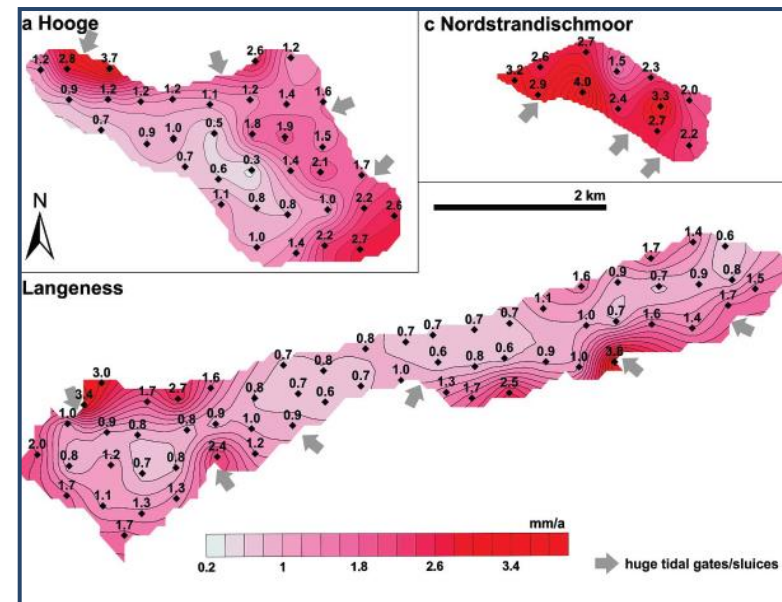 a Hooge
c Nordstrandischmoor
2.6 1.2
1.2 2.8 3.7
0.9 1.2 1.2 1.2 1.1 1.2 1.4 1.6
0.7 0.9 1.0 0.5 1.8 1.9 1.5
0.7 0.6 0.3 1.4 2.1 1.7
1.1 0.8 0.8 1.0 2.2 2.6
1.0 1.4 2.2 2.7
N
2.7
3.2 2.6 1.5 2.3
2.9 4.0 2.4 3.3 2.0
2.7 2.2
2 km
Langeness
1.7 1.4 0.6
1.1 1.6 0.9 0.7 0.9 0.8 1.5
0.8 0.7 0.7 0.7 0.7 1.0 0.7 1.6 1.4 1.7
0.7 0.8 0.7 1.0 0.6 0.8 0.6 0.9 1.0
3.0 1.7 2.7 1.6 0.8 0.7 0.6 1.3 1.7 2.5
3.4
1.0 0.9 0.8 0.8 0.9 1.0 0.9
2.0 0.8 1.2 0.7 0.8 2.4 1.2
1.7 1.1 1.3 1.3
1.7
mm/a
0.2 1 1.8 2.6 3.4
huge tidal gates/sluices